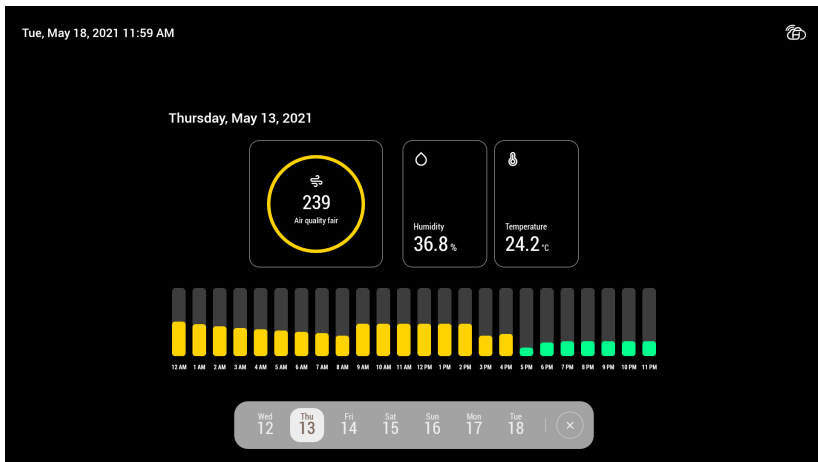 Tue, May 18, 2021 11:59 AM
Thursday, May 13, 2021
239
Air quality fair
Humidity
36.8 %
Temperature
24.2 °C
12 AM 1 AM 2 AM 3 AM 4 AM 5 AM 6 AM 7 AM 8 AM 9 AM 10 AM 11 AM 12 PM 1 PM 2 PM 3 PM 4 PM 5 PM 6 PM 7 PM 8 PM 9 PM 10 PM 11 PM
Wed Thu Fri Sat Sun Mon Tue
12 13 14 15 16 17 18